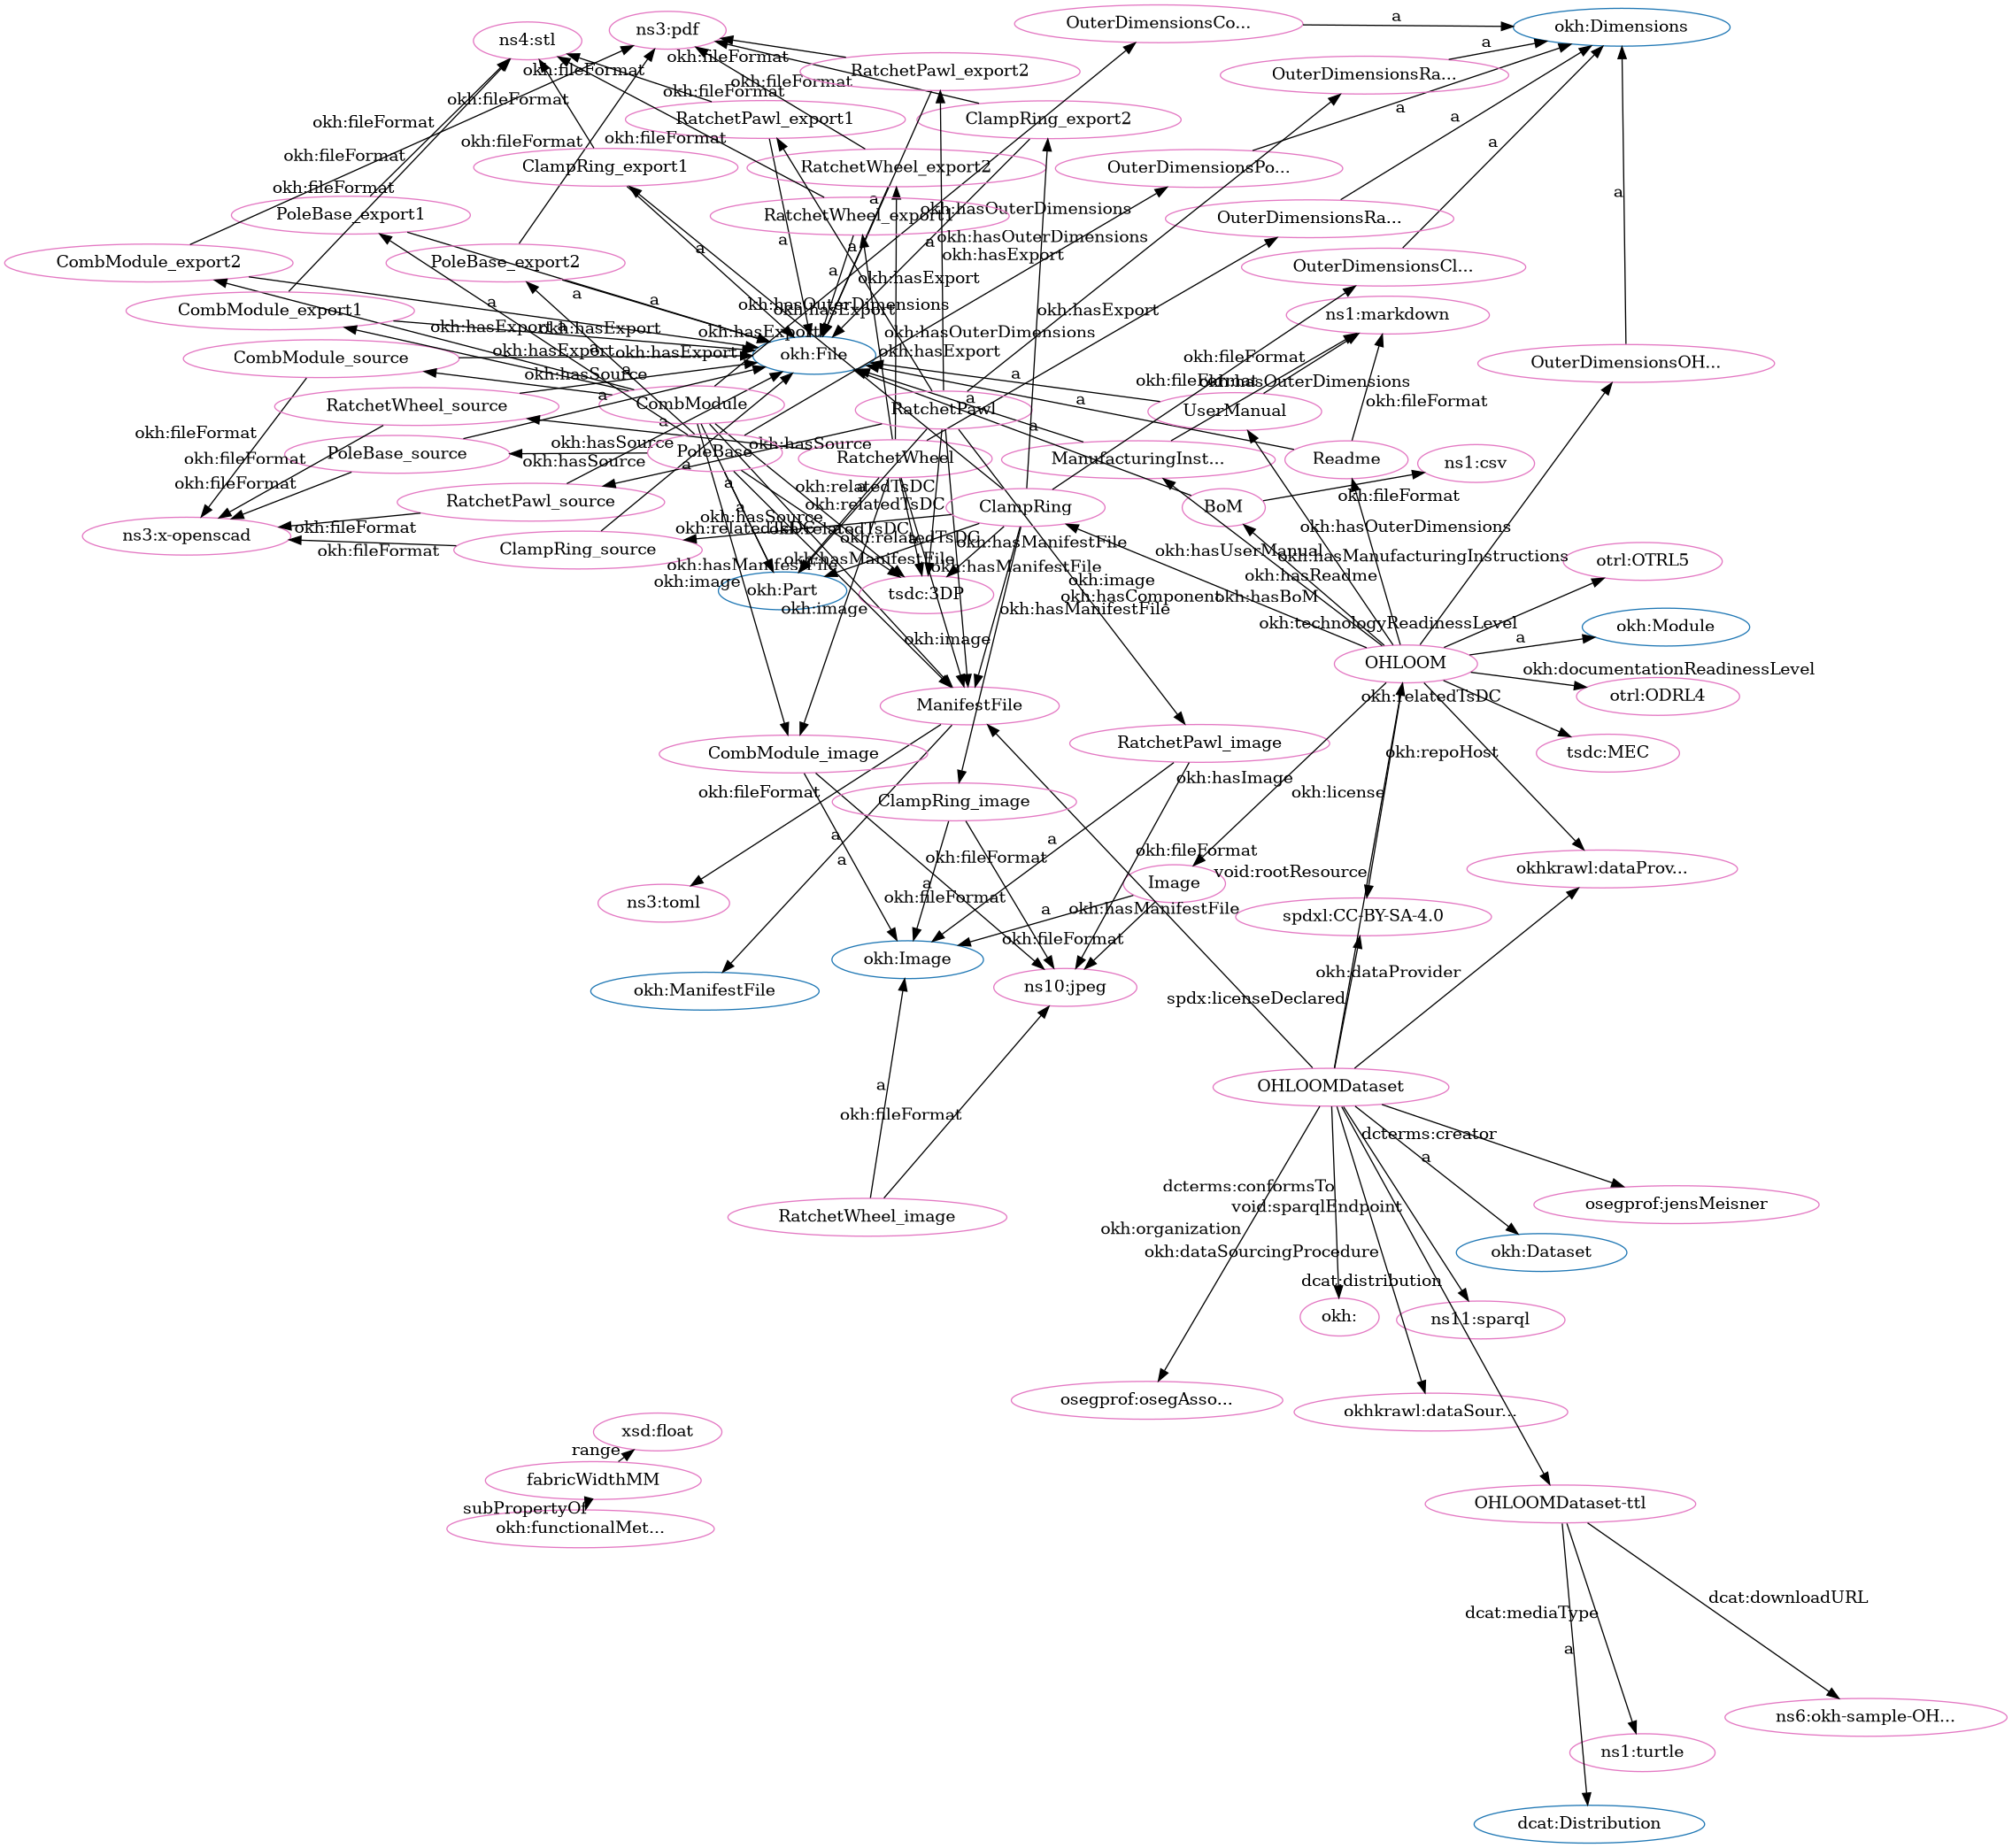 OuterDimensionsCo...
a
okh:Dimensions
ns3:pdf
ns4:stl
a
okh:fileFormat
okh:fileFormat
RatchetPawl_export2
OuterDimensionsRa...
okh:fileFormat
okh:fileFormat
okh:fileFormat
a
RatchetPawl_export1
ClampRing_export2
a
okh:fileFormat
okh:fileFormat
okh:fileFormat
a
okh:fileFormat
ClampRing_export1
RatchetWheel_export2
OuterDimensionsPo...
okh:fileFormat
a
a
PoleBase_export1
RatchetWheel_export1
okh:hasOuterDimensions
OuterDimensionsRa...
a
a
a
a
okh:hasOuterDimensions
okh:hasExport
CombModule_export2
PoleBase_export2
OuterDimensionsCl...
a
okh:hasExport
a
a
a
CombModule_export1
okh:hasOuterDimensions
okh:hasExport
okh:hasExport
ns1:markdown
okh:hasExport
a
okh:hasExport
okh:hasExport
okh:hasOuterDimensions
a
okh:hasExport
okh:hasExport
okh:hasExport
okh:File
CombModule_source
okh:fileFormat
OuterDimensionsOH...
a
okh:hasSource
a
okh:fileFormat
okh:hasOuterDimensions
a
a
a
okh:fileFormat
RatchetWheel_source
CombModule
RatchetPawl
UserManual
a
a
okh:fileFormat
okh:hasSource
okh:hasSource
PoleBase_source
PoleBase
RatchetWheel
ManufacturingInst...
Readme
ns1:csv
okh:fileFormat
okh:hasSource
a
okh:fileFormat
a
a
okh:relatedTsDC
okh:fileFormat
RatchetPawl_source
okh:relatedTsDC
ClampRing
BoM
a
okh:hasSource
okh:fileFormat
okh:relatedTsDC
okh:relatedTsDC
okh:hasOuterDimensions
ns3:x-openscad
okh:relatedTsDC
a
okh:hasManifestFile
okh:fileFormat
ClampRing_source
okh:hasUserManual
okh:hasManufacturingInstructions
otrl:OTRL5
okh:hasManifestFile
okh:hasManifestFile
okh:hasManifestFile
okh:image
okh:image
okh:hasReadme
okh:Part
tsdc:3DP
okh:hasComponent
okh:hasBoM
okh:image
okh:hasManifestFile
okh:technologyReadinessLevel
okh:Module
okh:image
a
OHLOOM
okh:documentationReadinessLevel
okh:relatedTsDC
otrl:ODRL4
ManifestFile
RatchetPawl_image
CombModule_image
okh:repoHost
tsdc:MEC
okh:hasImage
okh:fileFormat
okh:license
ClampRing_image
a
a
okh:fileFormat
okh:fileFormat
a
void:rootResource
okhkrawl:dataProv...
Image
a
okh:fileFormat
ns3:toml
a
okh:hasManifestFile
spdxl:CC-BY-SA-4.0
okh:fileFormat
okh:Image
okh:dataProvider
okh:ManifestFile
ns10:jpeg
spdx:licenseDeclared
a
OHLOOMDataset
okh:fileFormat
dcterms:creator
a
dcterms:conformsTo
void:sparqlEndpoint
osegprof:jensMeisner
RatchetWheel_image
okh:organization
okh:dataSourcingProcedure
okh:Dataset
dcat:distribution
okh:
ns11:sparql
osegprof:osegAsso...
okhkrawl:dataSour...
xsd:float
range
fabricWidthMM
subPropertyOf
okh:functionalMet...
OHLOOMDataset-ttl
dcat:downloadURL
dcat:mediaType
a
ns6:okh-sample-OH...
ns1:turtle
dcat:Distribution